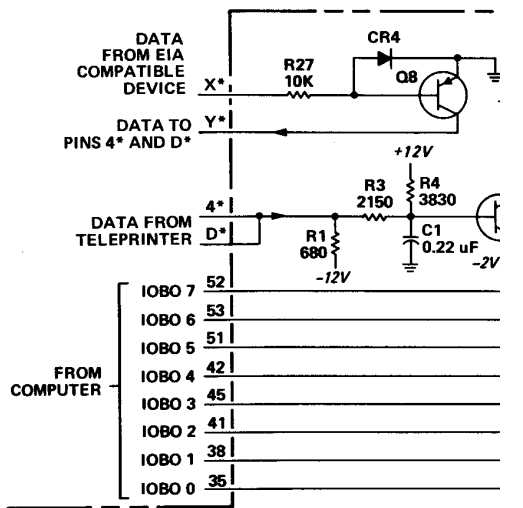 DATA
FROM EIA
COMPATIBLE
DEVICE
X*
R27
10K
CR4
Q8
DATA TO
PINS 4* AND D*
Y*
+12V
R3
2150
R4
3830
DATA FROM
TELEPRINTER
4*
D*
R1
680
-12V
C1
0.22 uF
-2V
FROM
COMPUTER
IOBO 7 52
IOBO 6 53
IOBO 5 51
IOBO 4 42
IOBO 3 45
IOBO 2 41
IOBO 1 38
IOBO 0 35